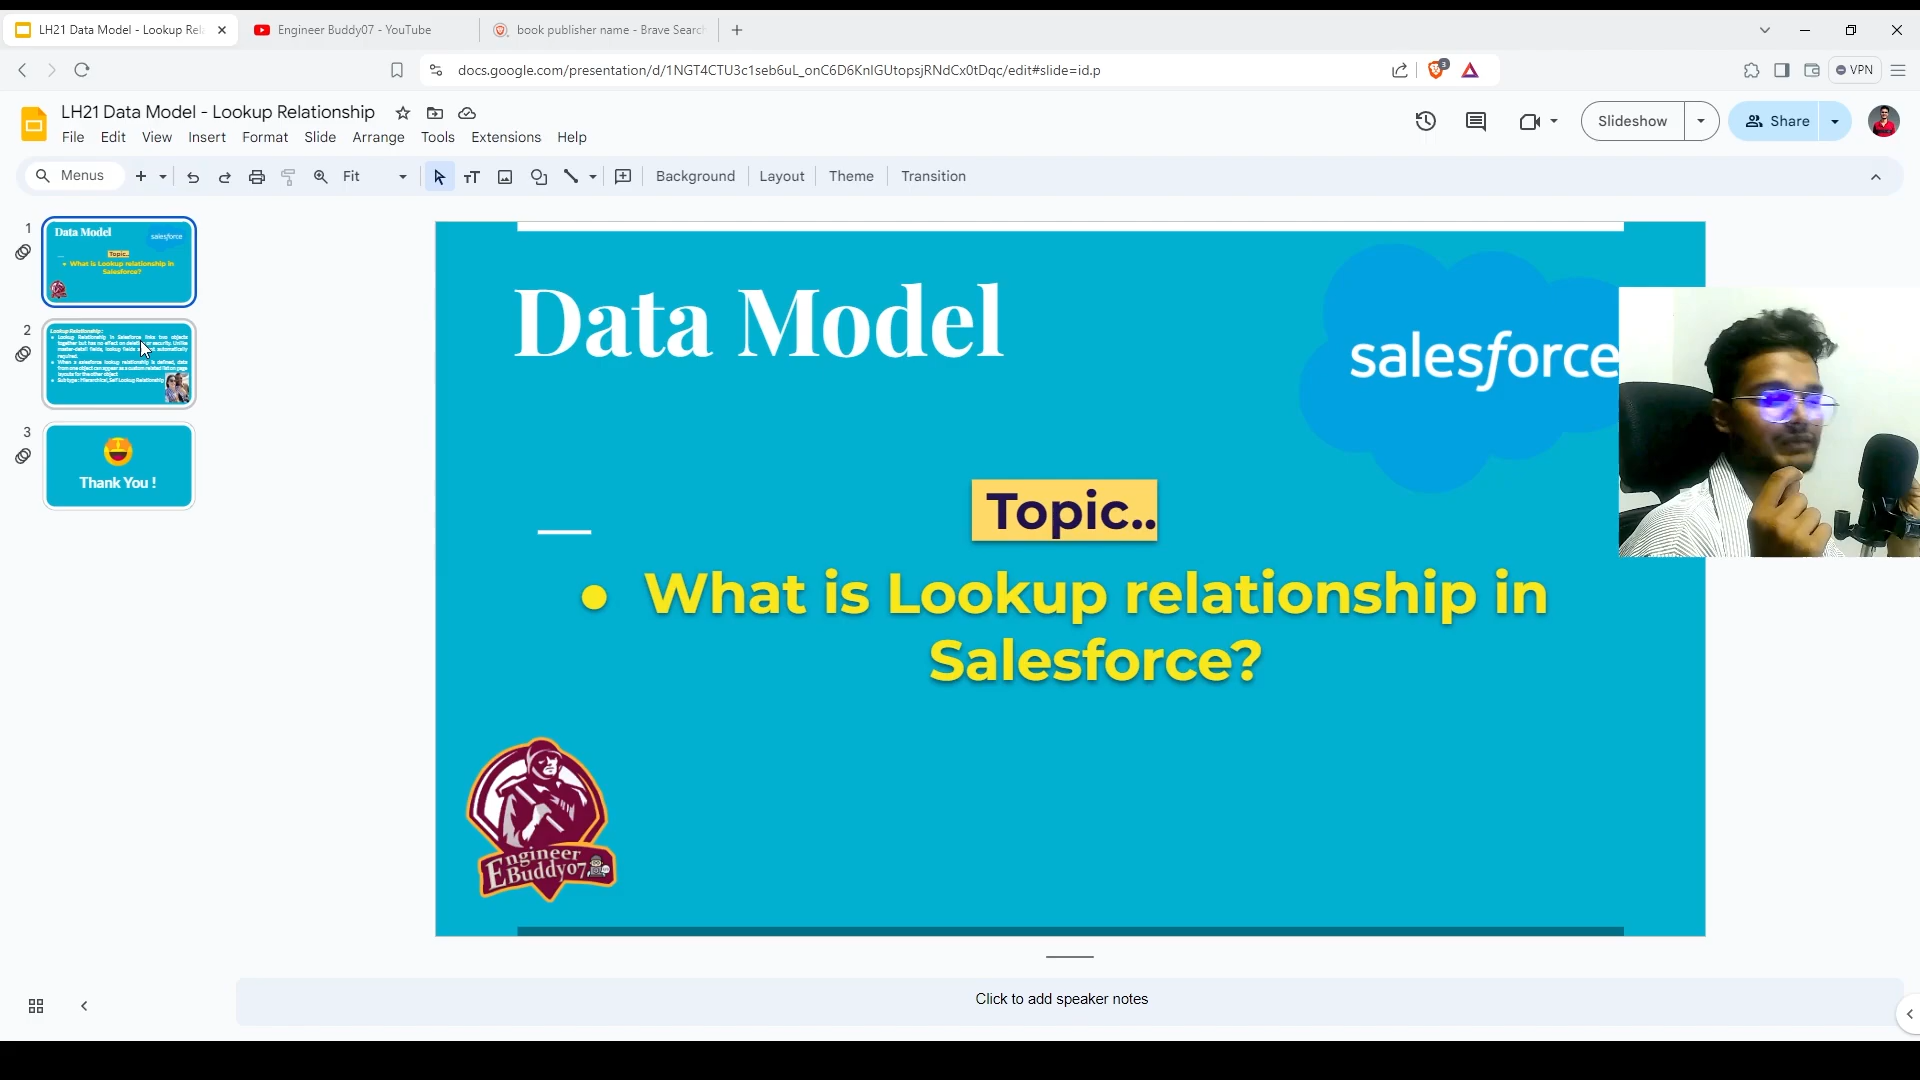 LH21 Data Model - Lookup Rel
Engineer Buddy07 - YouTube
book publisher name - Brave Search
docs.google.com/presentation/d/1NGT4CTU3c1seb6uL_onC6D6KnIGUtopsjRNdCx0tDqc/edit#slide=id.p
3
VPN
LH21 Data Model - Lookup Relationship
File Edit View Insert Format Slide Arrange Tools Extensions Help
Slideshow
Share
Menus
Fit
Background Layout Theme Transition
1
Data Model
salesforce
Topic..
What is Lookup relationship in
Salesforce?
2
Lookup Relationship:
3
Thank You !
Data Model
salesforce
Topic..
● What is Lookup relationship in
Salesforce?
Engineer
Buddy07
Click to add speaker notes